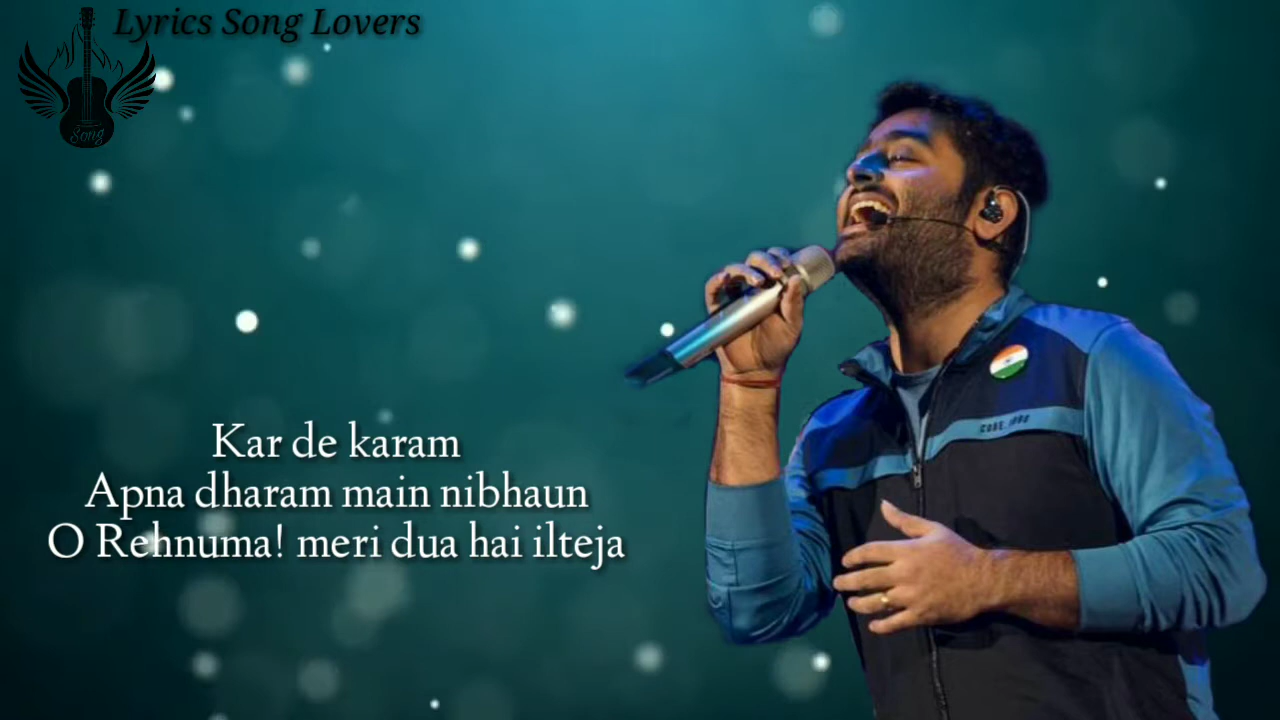 Lyrics Song Lovers
Song
Kar de karam
Apna dharam main nibhaun
O Rehnuma! meri dua hai ilteja